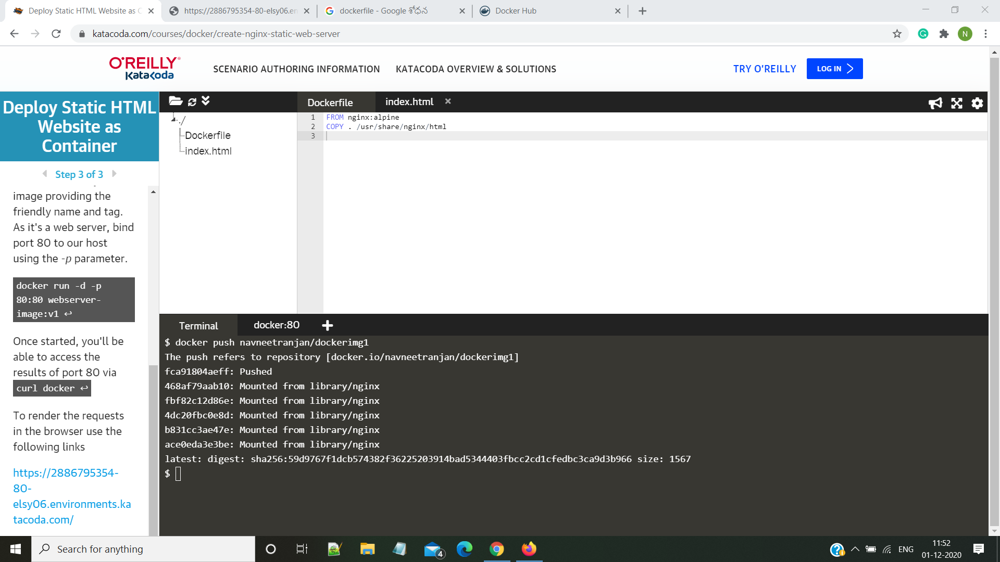 Deploy Static HTML Website as C
https://2886795354-80-elsy06.en
dockerfile - Google శోధన
Docker Hub
katacoda.com/courses/docker/create-nginx-static-web-server
N
O'REILLY
Katacoda
SCENARIO AUTHORING INFORMATION
KATACODA OVERVIEW & SOLUTIONS
TRY O'REILLY
LOG IN
Deploy Static HTML
Website as
Container
Step 3 of 3
image providing the
friendly name and tag.
As it's a web server, bind
port 80 to our host
using the -p parameter.
docker run -d -p
80:80 webserver-
image:v1 ↩
Once started, you'll be
able to access the
results of port 80 via
curl docker ↩
To render the requests
in the browser use the
following links
https://2886795354-
80-
elsy06.environments.ka
tacoda.com/
./
Dockerfile
index.html
Dockerfile
index.html
1 FROM nginx:alpine
2 COPY . /usr/share/nginx/html
3
Terminal
docker:80
$ docker push navneetranjan/dockerimg1
The push refers to repository [docker.io/navneetranjan/dockerimg1]
fca91804aeff: Pushed
468af79aab10: Mounted from library/nginx
fbf82c12d86e: Mounted from library/nginx
4dc20fbc0e8d: Mounted from library/nginx
b831cc3ae47e: Mounted from library/nginx
ace0eda3e3be: Mounted from library/nginx
latest: digest: sha256:59d9767f1dcb574382f36225203914bad5344403fbcc2cd1cfedbc3ca9d3b966 size: 1567
$
Search for anything
4
ENG
11:52
01-12-2020